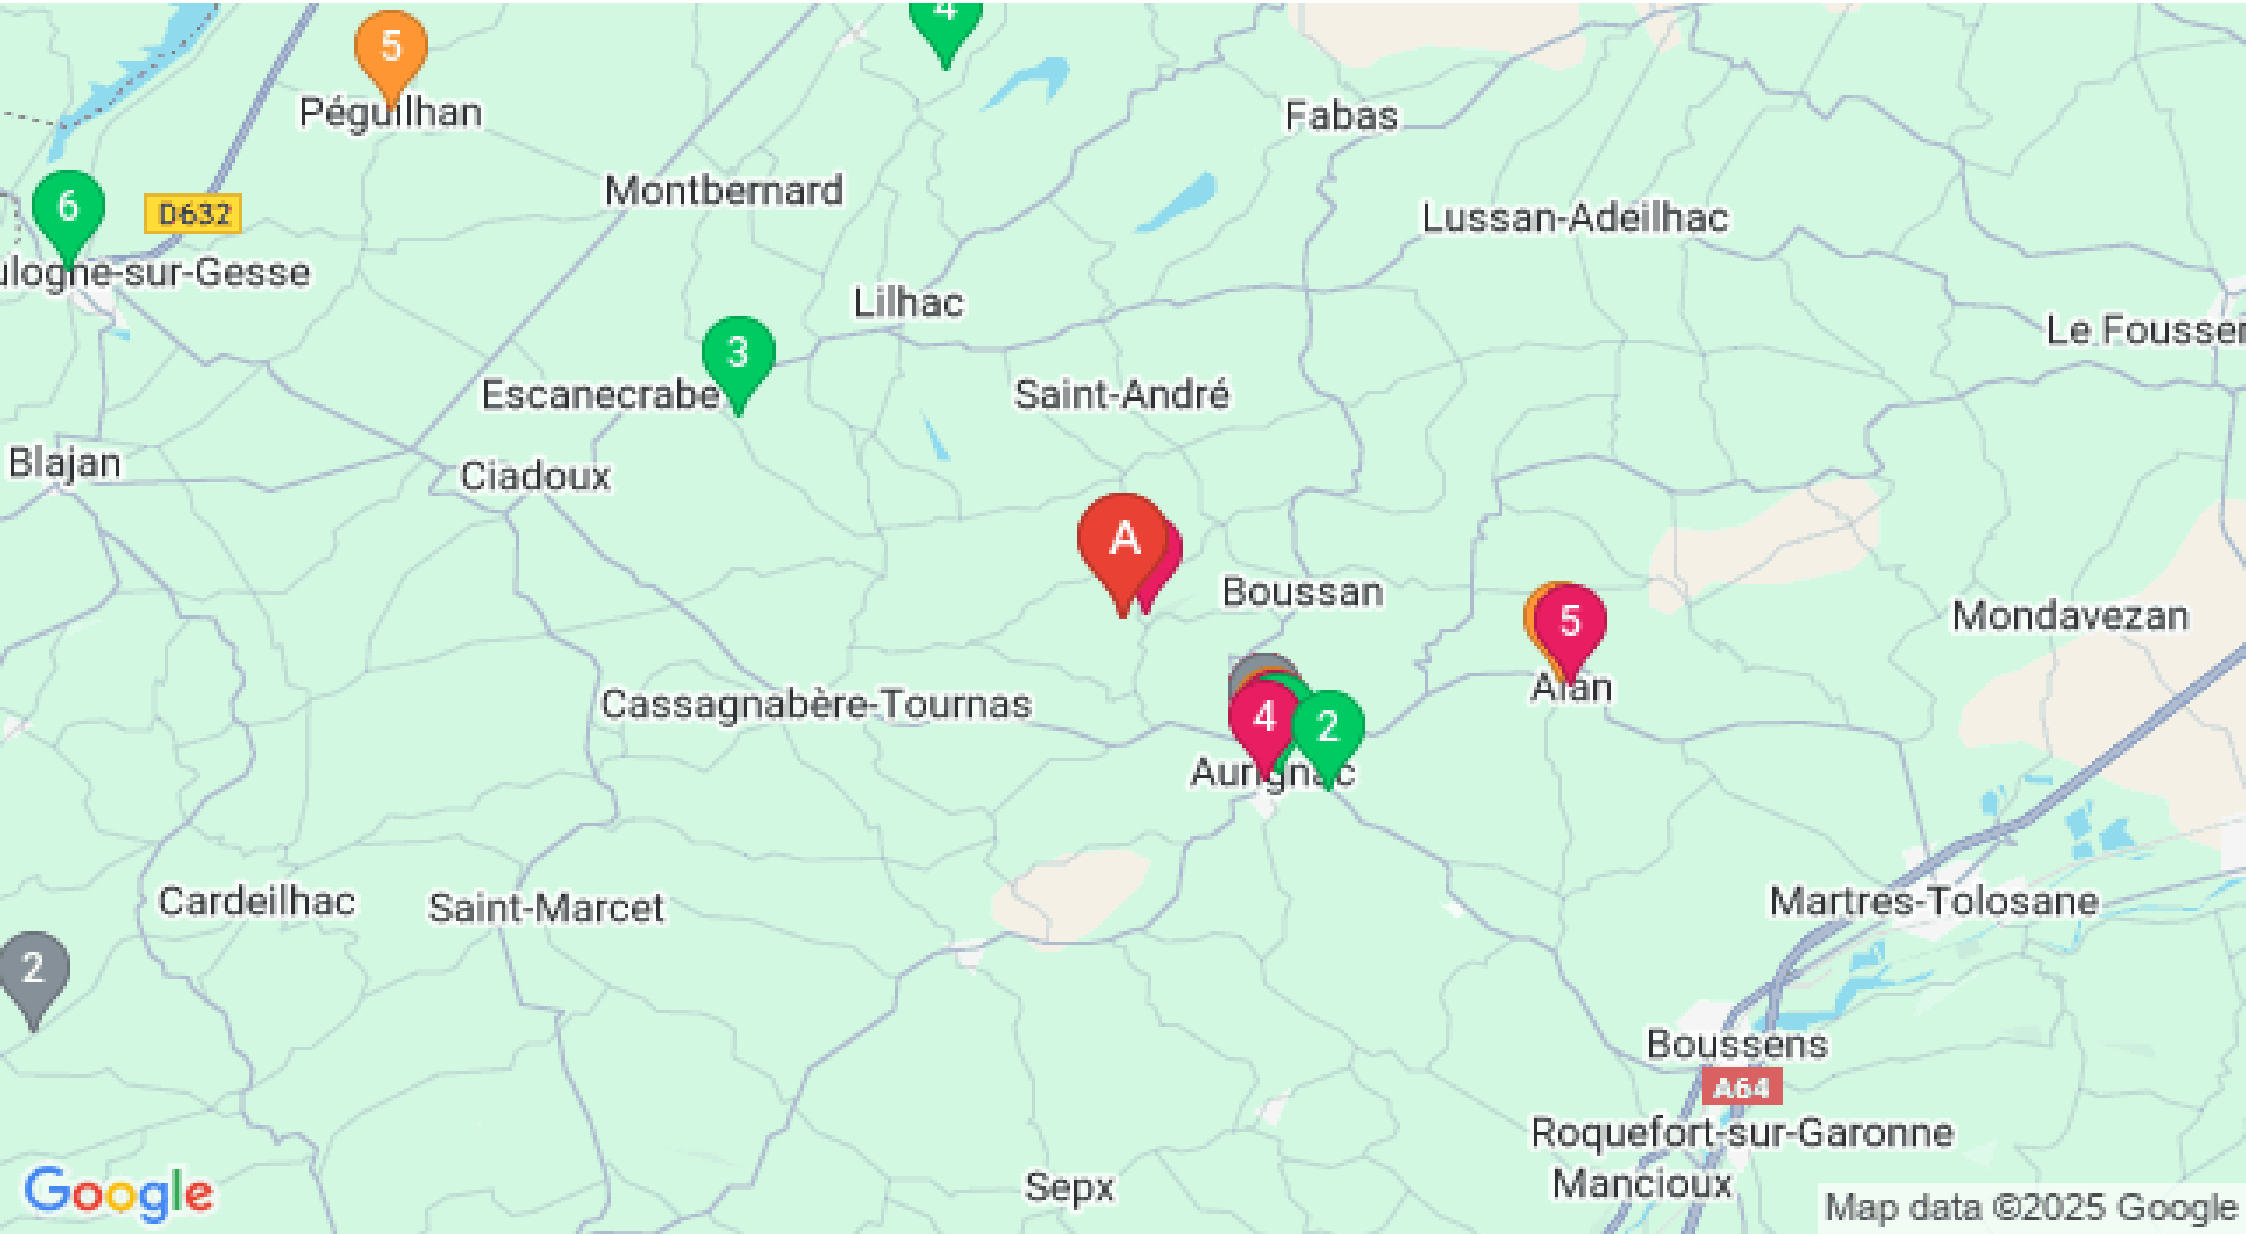 4
5
Péguilhan
Fabas
6
D632
Montbernard
Lussan-Adeilhac
ulogne-sur-Gesse
Lilhac
Le Fousser
3
Escanecrabe
Saint-André
Blajan
Ciadoux
A
Boussan
5
Mondavezan
Alan
Cassagnabère-Tournas
4
2
Aurignac
Cardeilhac
Saint-Marcet
Martres-Tolosane
2
Boussens
A64
Roquefort-sur-Garonne
Mancioux
Sepx
Google
Map data ©2025 Google